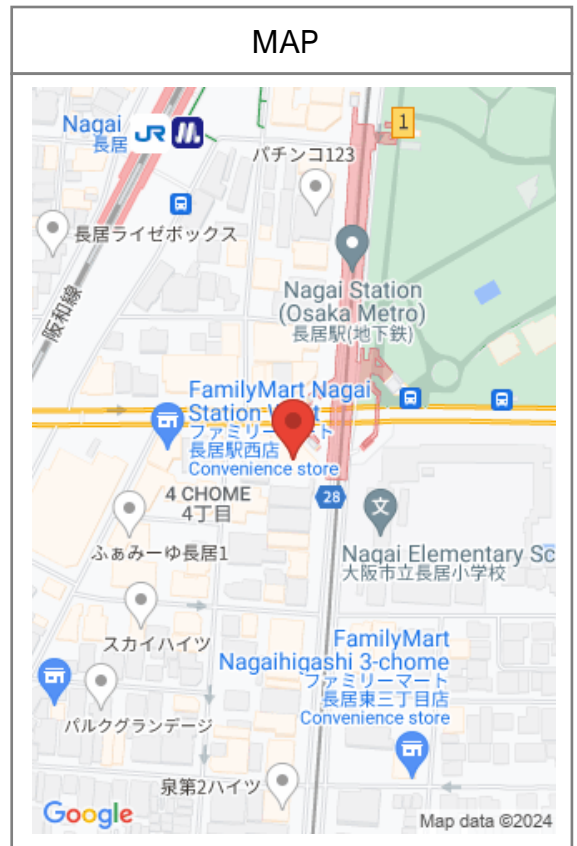 MAP
1
Nagai
長居
JR
パチンコ123
長居ライゼボックス
Nagai Station
(Osaka Metro)
長居駅(地下鉄)
阪和線
FamilyMart Nagai
Station
ファミリーマート
長居駅西店
Convenience store
28
4 CHOME
4丁目
文
ふぁみーゆ長居1
Nagai Elementary Sc
大阪市立長居小学校
スカイハイツ
FamilyMart
Nagaihigashi 3-chome
ファミリーマート
長居東三丁目店
Convenience store
パルクグランデージ
泉第2ハイツ
Google
Map data ©2024